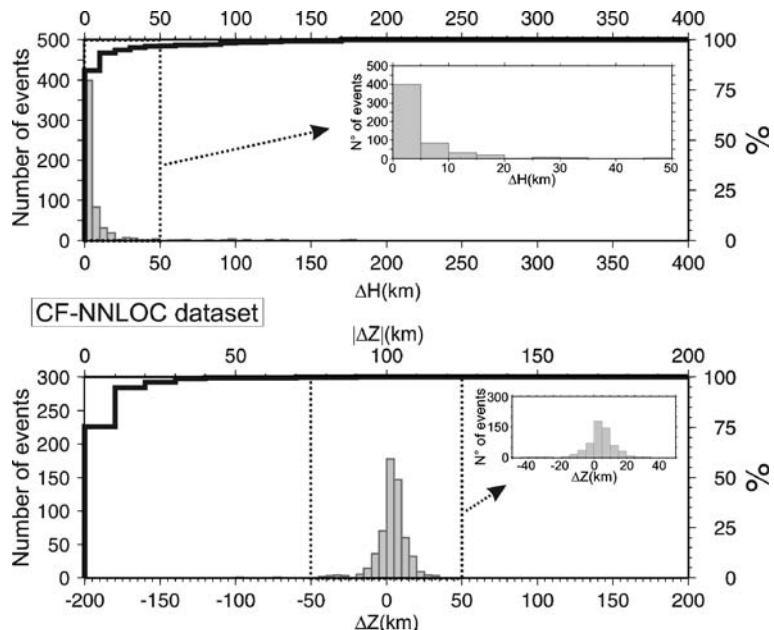 0 50 100 150 200 250 300 350 400
500 400 300 200 100 0
Number of events
100 75 50 25 0
%
500 400 300 200 100 0
N° of events
0 10 20 30 40 50
ΔH(km)
0 50 100 150 200 250 300 350 400
ΔH(km)
CF-NNLOC dataset
|ΔZ|(km)
0 50 100 150 200
300 250 200 150 100 50 0
Number of events
100 75 50 25 0
%
300 150 0
N° of events
-40 -20 0 20 40
ΔZ(km)
-200 -150 -100 -50 0 50 100 150 200
ΔZ(km)